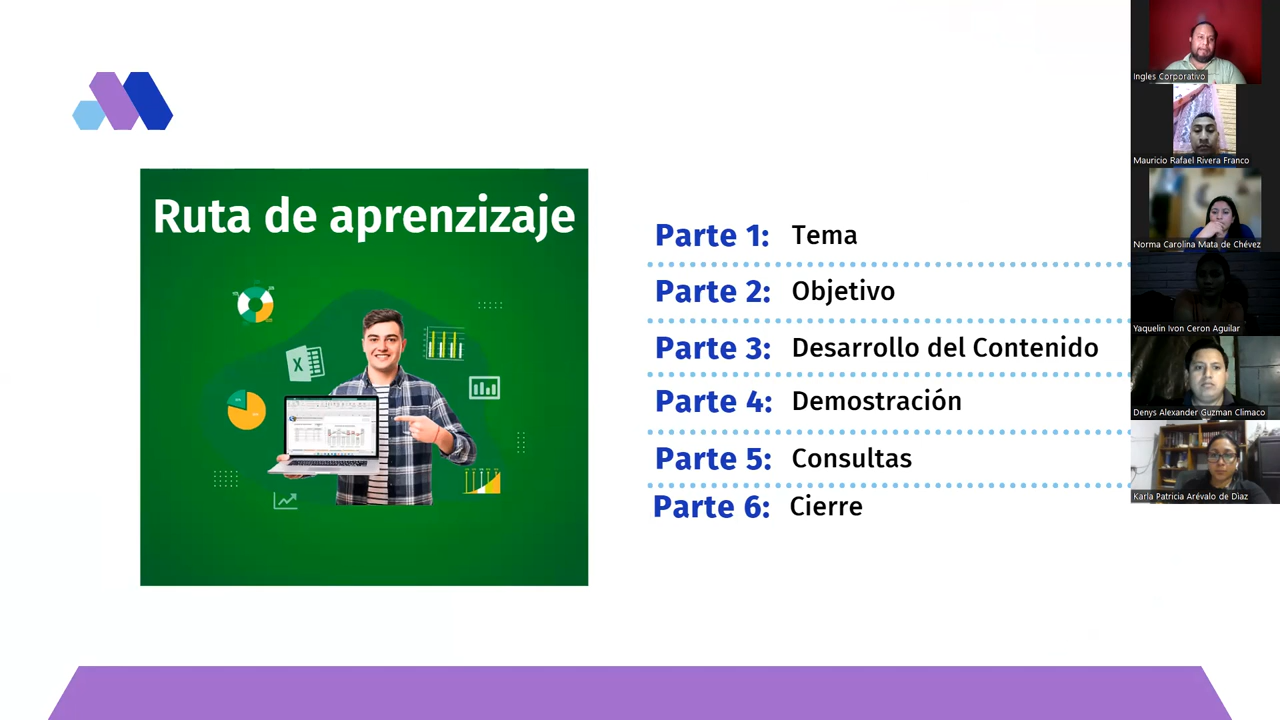 Ruta de aprenzizaje
Parte 1: Tema
Parte 2: Objetivo
Parte 3: Desarrollo del Contenido
Parte 4: Demostración
Parte 5: Consultas
Parte 6: Cierre
Ingles Corporativo
Mauricio Rafael Rivera Franco
Norma Carolina Mata de Chévez
Yaquelin Ivon Ceron Aguilar
Denys Alexander Guzman Climaco
Karla Patricia Arévalo de Dìaz